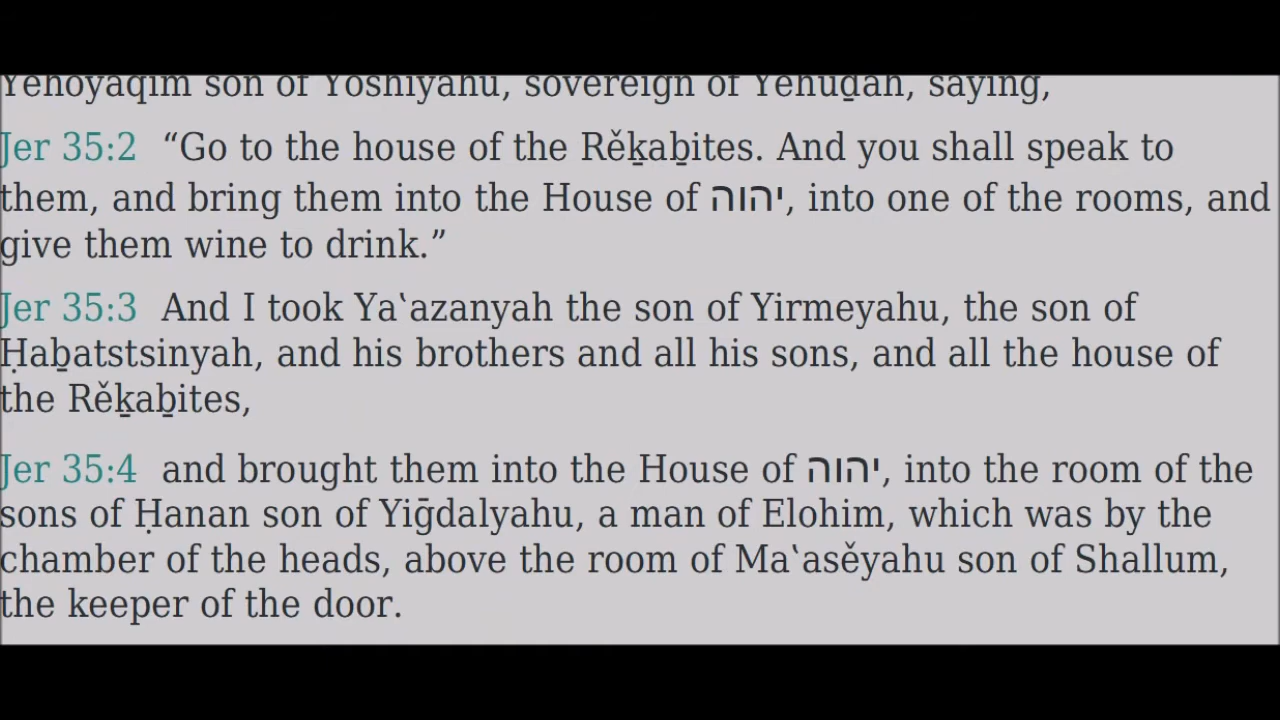 Yehoyaqim son of Yoshiyahu, sovereign of Yehuḏah, saying,
Jer 35:2 “Go to the house of the Rěḵaḇites. And you shall speak to
them, and bring them into the House of יהוה, into one of the rooms, and
give them wine to drink.”
Jer 35:3 And I took Ya‛azanyah the son of Yirmeyahu, the son of
Ḥaḇatstsinyah, and his brothers and all his sons, and all the house of
the Rěḵaḇites,
Jer 35:4 and brought them into the House of יהוה, into the room of the
sons of Ḥanan son of Yiḡdalyahu, a man of Elohim, which was by the
chamber of the heads, above the room of Ma‛asěyahu son of Shallum,
the keeper of the door.